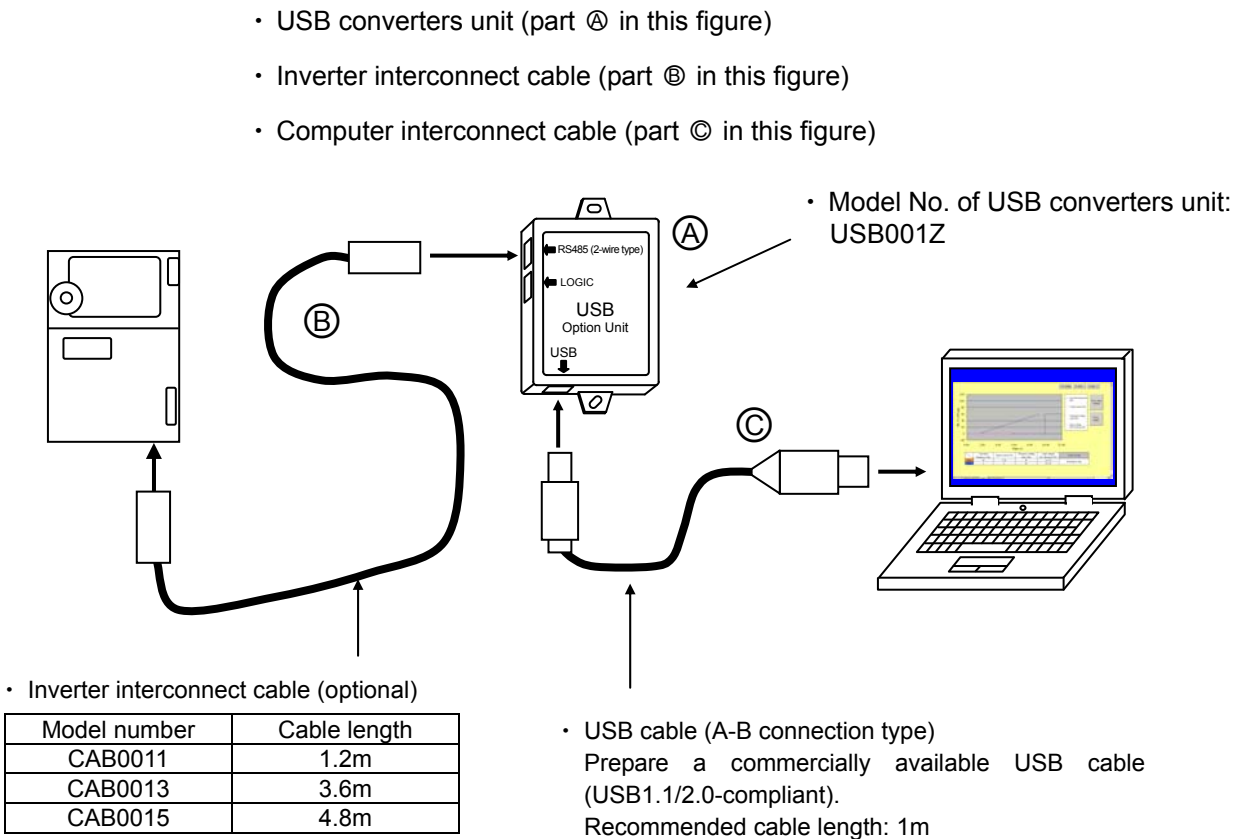 ・ USB converters unit (part Ⓐ in this figure)
・ Inverter interconnect cable (part Ⓑ in this figure)
・ Computer interconnect cable (part Ⓒ in this figure)
・ Model No. of USB converters unit:
USB001Z
Ⓐ
RS485 (2-wire type)
LOGIC
USB
Option Unit
USB
Ⓑ
Ⓒ
・ Inverter interconnect cable (optional)
Model number Cable length
CAB0011 1.2m
CAB0013 3.6m
CAB0015 4.8m
・ USB cable (A-B connection type)
Prepare a commercially available USB cable
(USB1.1/2.0-compliant).
Recommended cable length: 1m